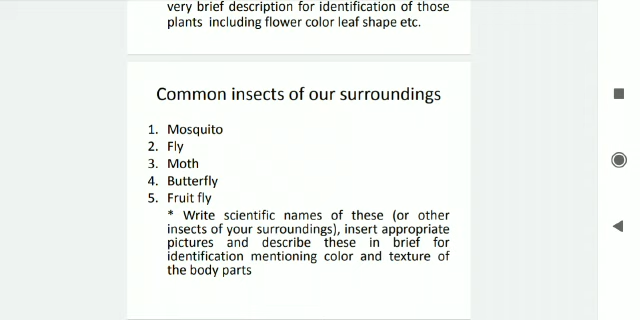 very brief description for identification of those
plants including flower color leaf shape etc.
Common insects of our surroundings
1. Mosquito
2. Fly
3. Moth
4. Butterfly
5. Fruit fly
* Write scientific names of these (or other
insects of your surroundings), insert appropriate
pictures and describe these in brief for
identification mentioning color and texture of
the body parts